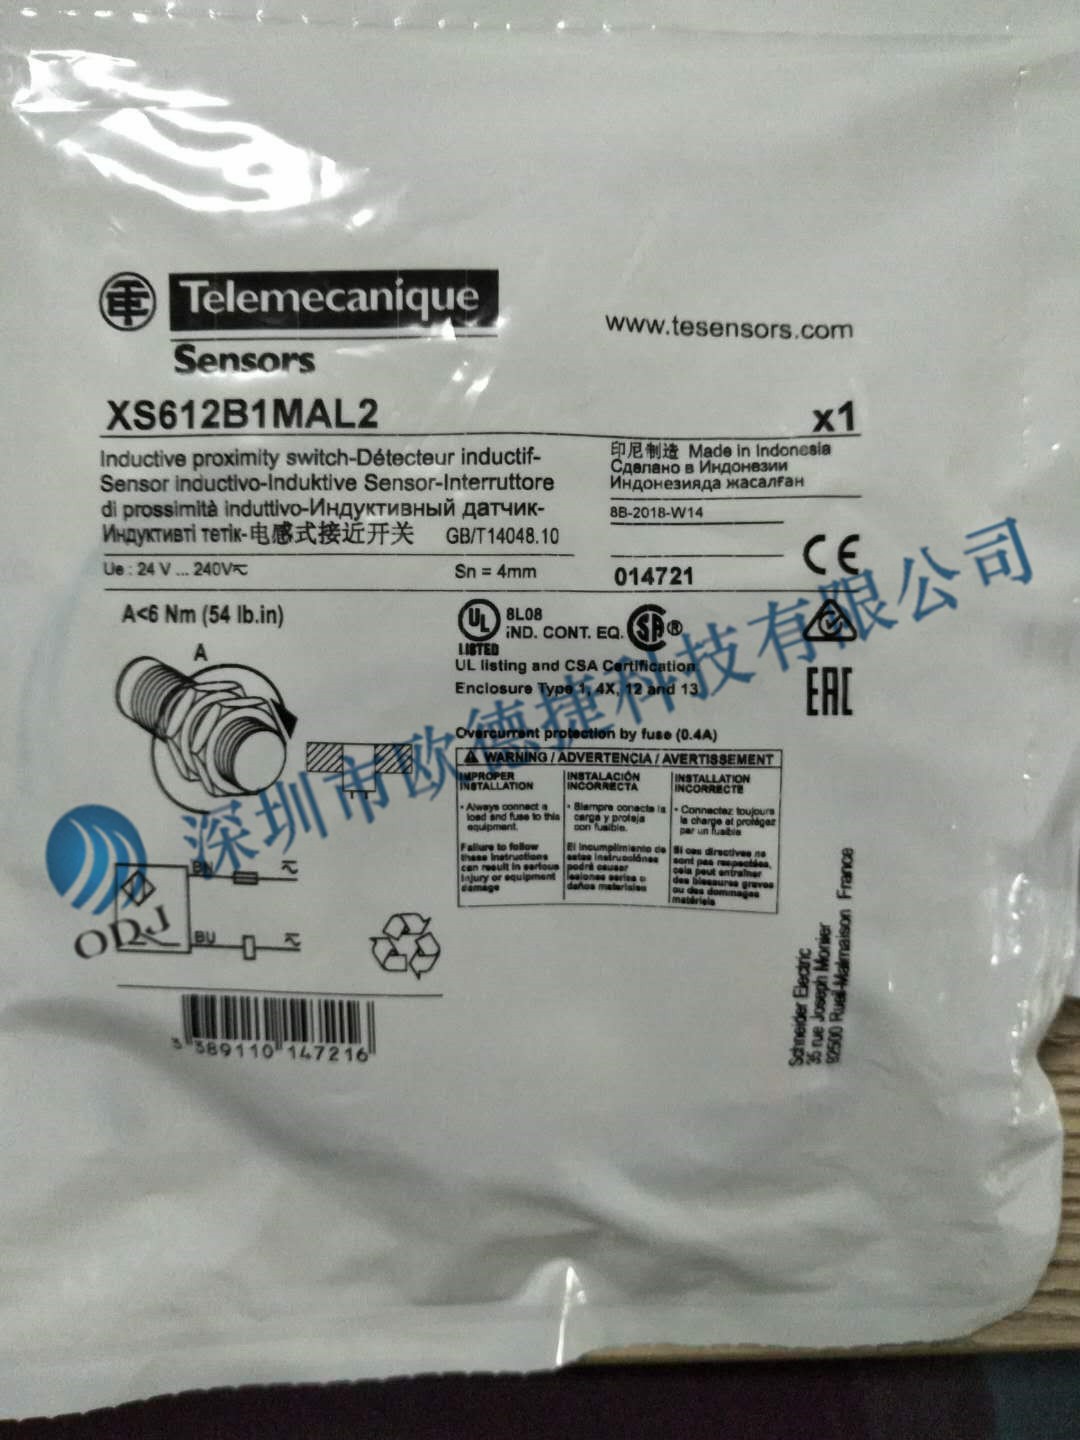 Telemecanique
Sensors
www.tesensors.com
XS612B1MAL2
x1
Inductive proximity switch-Détecteur inductif-
Sensor inductivo-Induktive Sensor-Interruttore
di prossimità induttivo-Индуктивный датчик-
Индуктивті тетік-电感式接近开关 GB/T14048.10
印尼制造 Made in Indonesia
Сделано в Индонезии
Индонезияда жасалған
8B-2018-W14
Ue : 24 V ... 240V
Sn = 4mm
014721
CE
A<6 Nm (54 lb.in)
A
UL
LISTED
8L08
IND. CONT. EQ.
SA®
UL listing and CSA Certification
Enclosure Type 1, 4X, 12 and 13
EAC
Overcurrent protection by fuse (0.4A)
WARNING / ADVERTENCIA / AVERTISSEMENT
IMPROPER
INSTALLATION
• Always connect a
load and fuse to this
equipment.
Failure to follow
these instructions
can result in serious
injury or equipment
damage
INSTALACIÓN
INCORRECTA
• Siempre conecte la
carga y proteja
con fusible.
El incumplimiento de
estas instrucciones
podrá causar
lesiones serias o
daños materiales
INSTALLATION
INCORRECTE
• Connectez toujours
la charge et protégez
par un fusible
Si ces directives ne
sont pas respectées,
cela peut entraîner
des blessures graves
ou des dommages
matériels
BN
BU
3 389110 147216
Schneider Electric
35 rue Joseph Monier
92500 Rueil-Malmaison France
深圳市欧德捷科技有限公司
ODJ